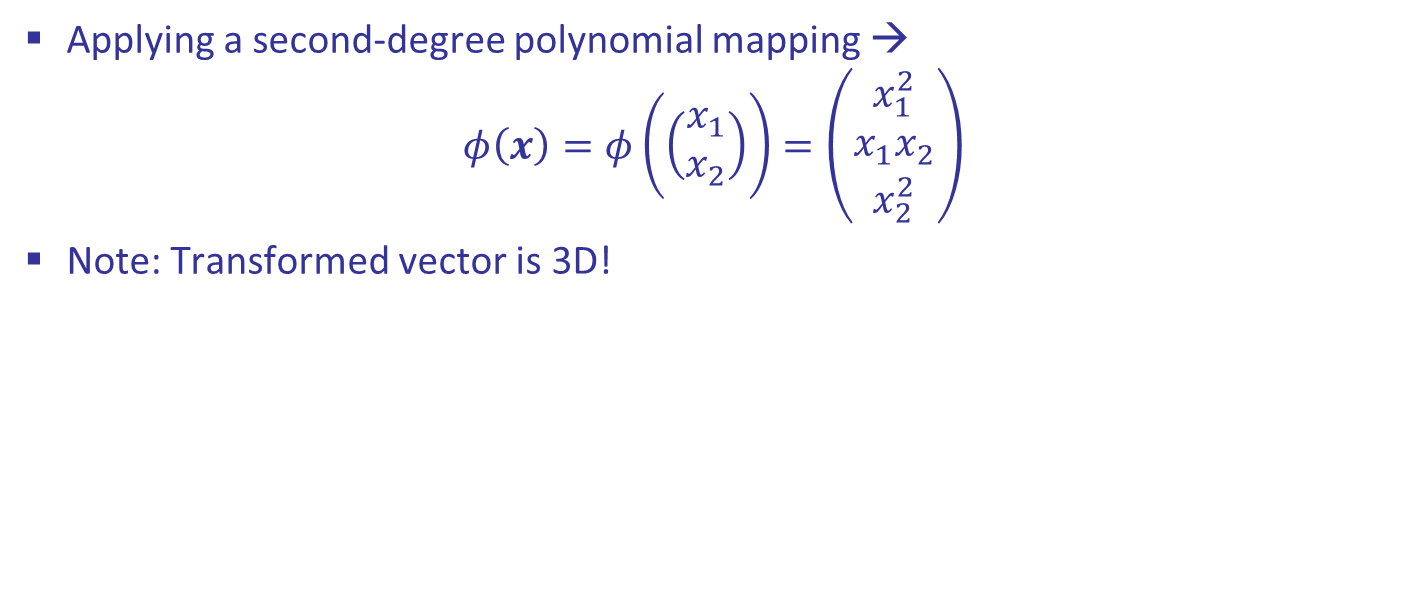 ▪ Applying a second-degree polynomial mapping →
𝜙(𝒙) = 𝜙((x₁ x₂)) = (x₁² x₁x₂ x₂²)
▪ Note: Transformed vector is 3D!